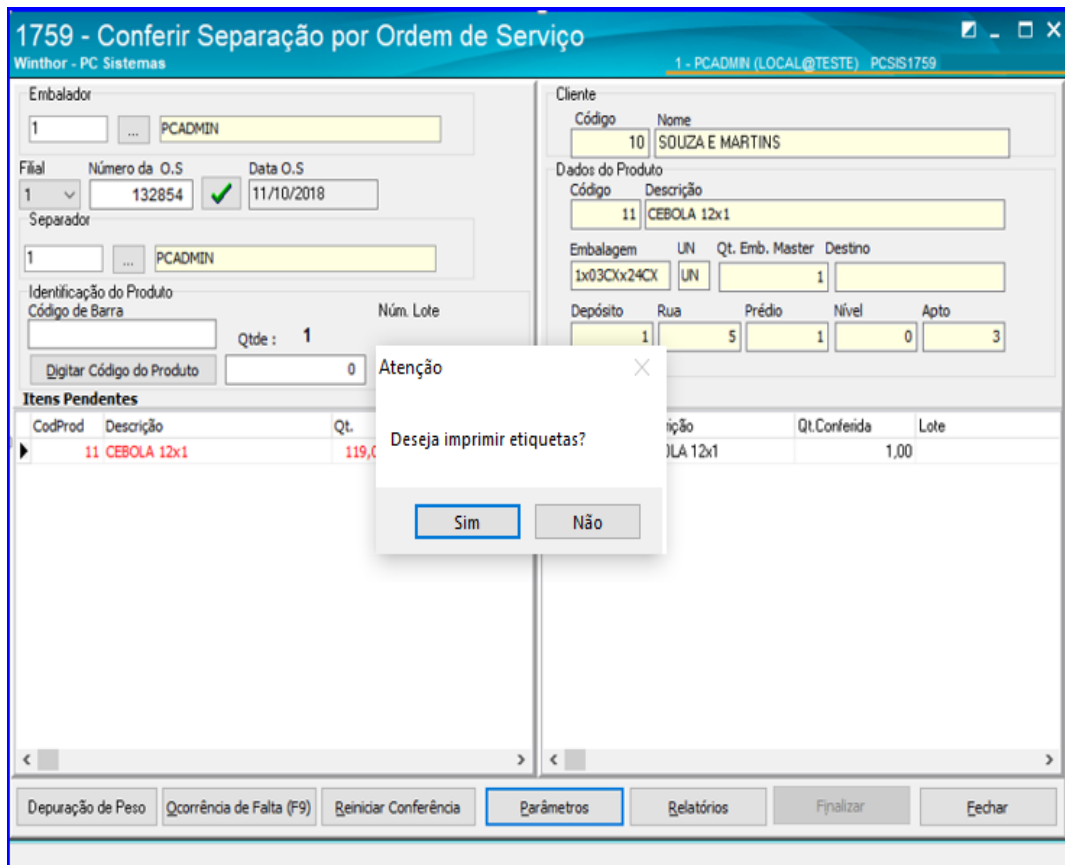 1759 - Conferir Separação por Ordem de Serviço
Winthor - PC Sistemas
1 - PCADMIN (LOCAL@TESTE) PCSIS1759
Embalador
1 ... PCADMIN
Filial Número da O.S Data O.S
1 132854 11/10/2018
Separador
1 ... PCADMIN
Identificação do Produto
Código de Barra Núm. Lote
Qtde : 1
Digitar Código do Produto 0
Cliente
Código Nome
10 SOUZA E MARTINS
Dados do Produto
Código Descrição
11 CEBOLA 12x1
Embalagem UN Qt. Emb. Master Destino
1x03CXx24CX UN 1
Depósito Rua Prédio Nível Apto
1 5 1 0 3
Itens Pendentes
CodProd Descrição Qt.
11 CEBOLA 12x1 119,0
Atenção
Deseja imprimir etiquetas?
Sim Não
Qt.Conferida Lote
12x1 1,00
Depuração de Peso Ocorrência de Falta (F9) Reiniciar Conferência Parâmetros Relatórios Finalizar Fechar